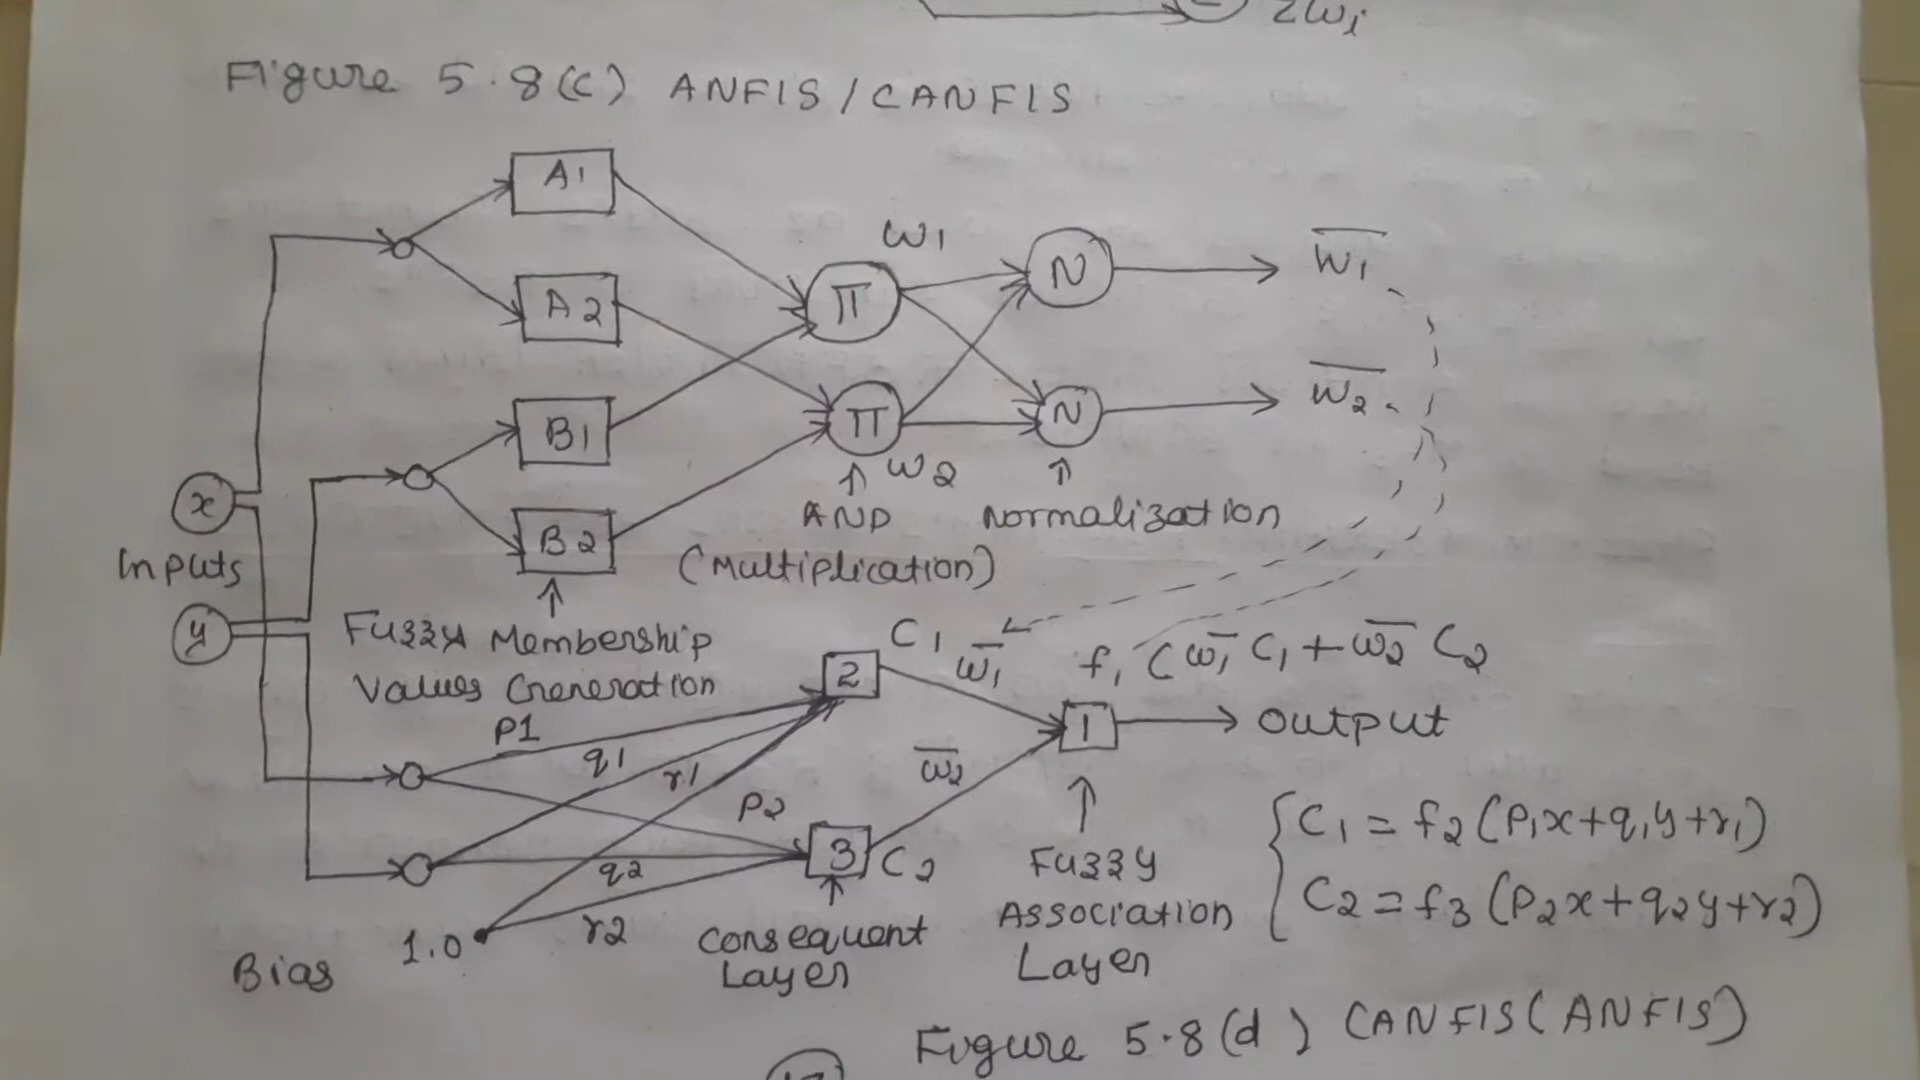 Σωi
Figure 5.8(c) ANFIS/CANFIS
A1
A2
B1
B2
Π
Π
ω1
ω2
N
N
w̅1
w̅2
x
Inputs
y
AND
(Multiplication)
Normalization
Fuzzy Membership
Values Generation
P1
q1
r1
P2
q2
r2
2
3
C1
ω̅1
C2
ω̅2
f1 (ω̅1 C1 + ω̅2 C2
1
Output
C1 = f2 (P1x+q1y+r1)
C2 = f3 (P2x+q2y+r2)
Fuzzy
Association
Layer
Consequent
Layer
1.0
Bias
Figure 5.8(d) CANFIS(ANFIS)